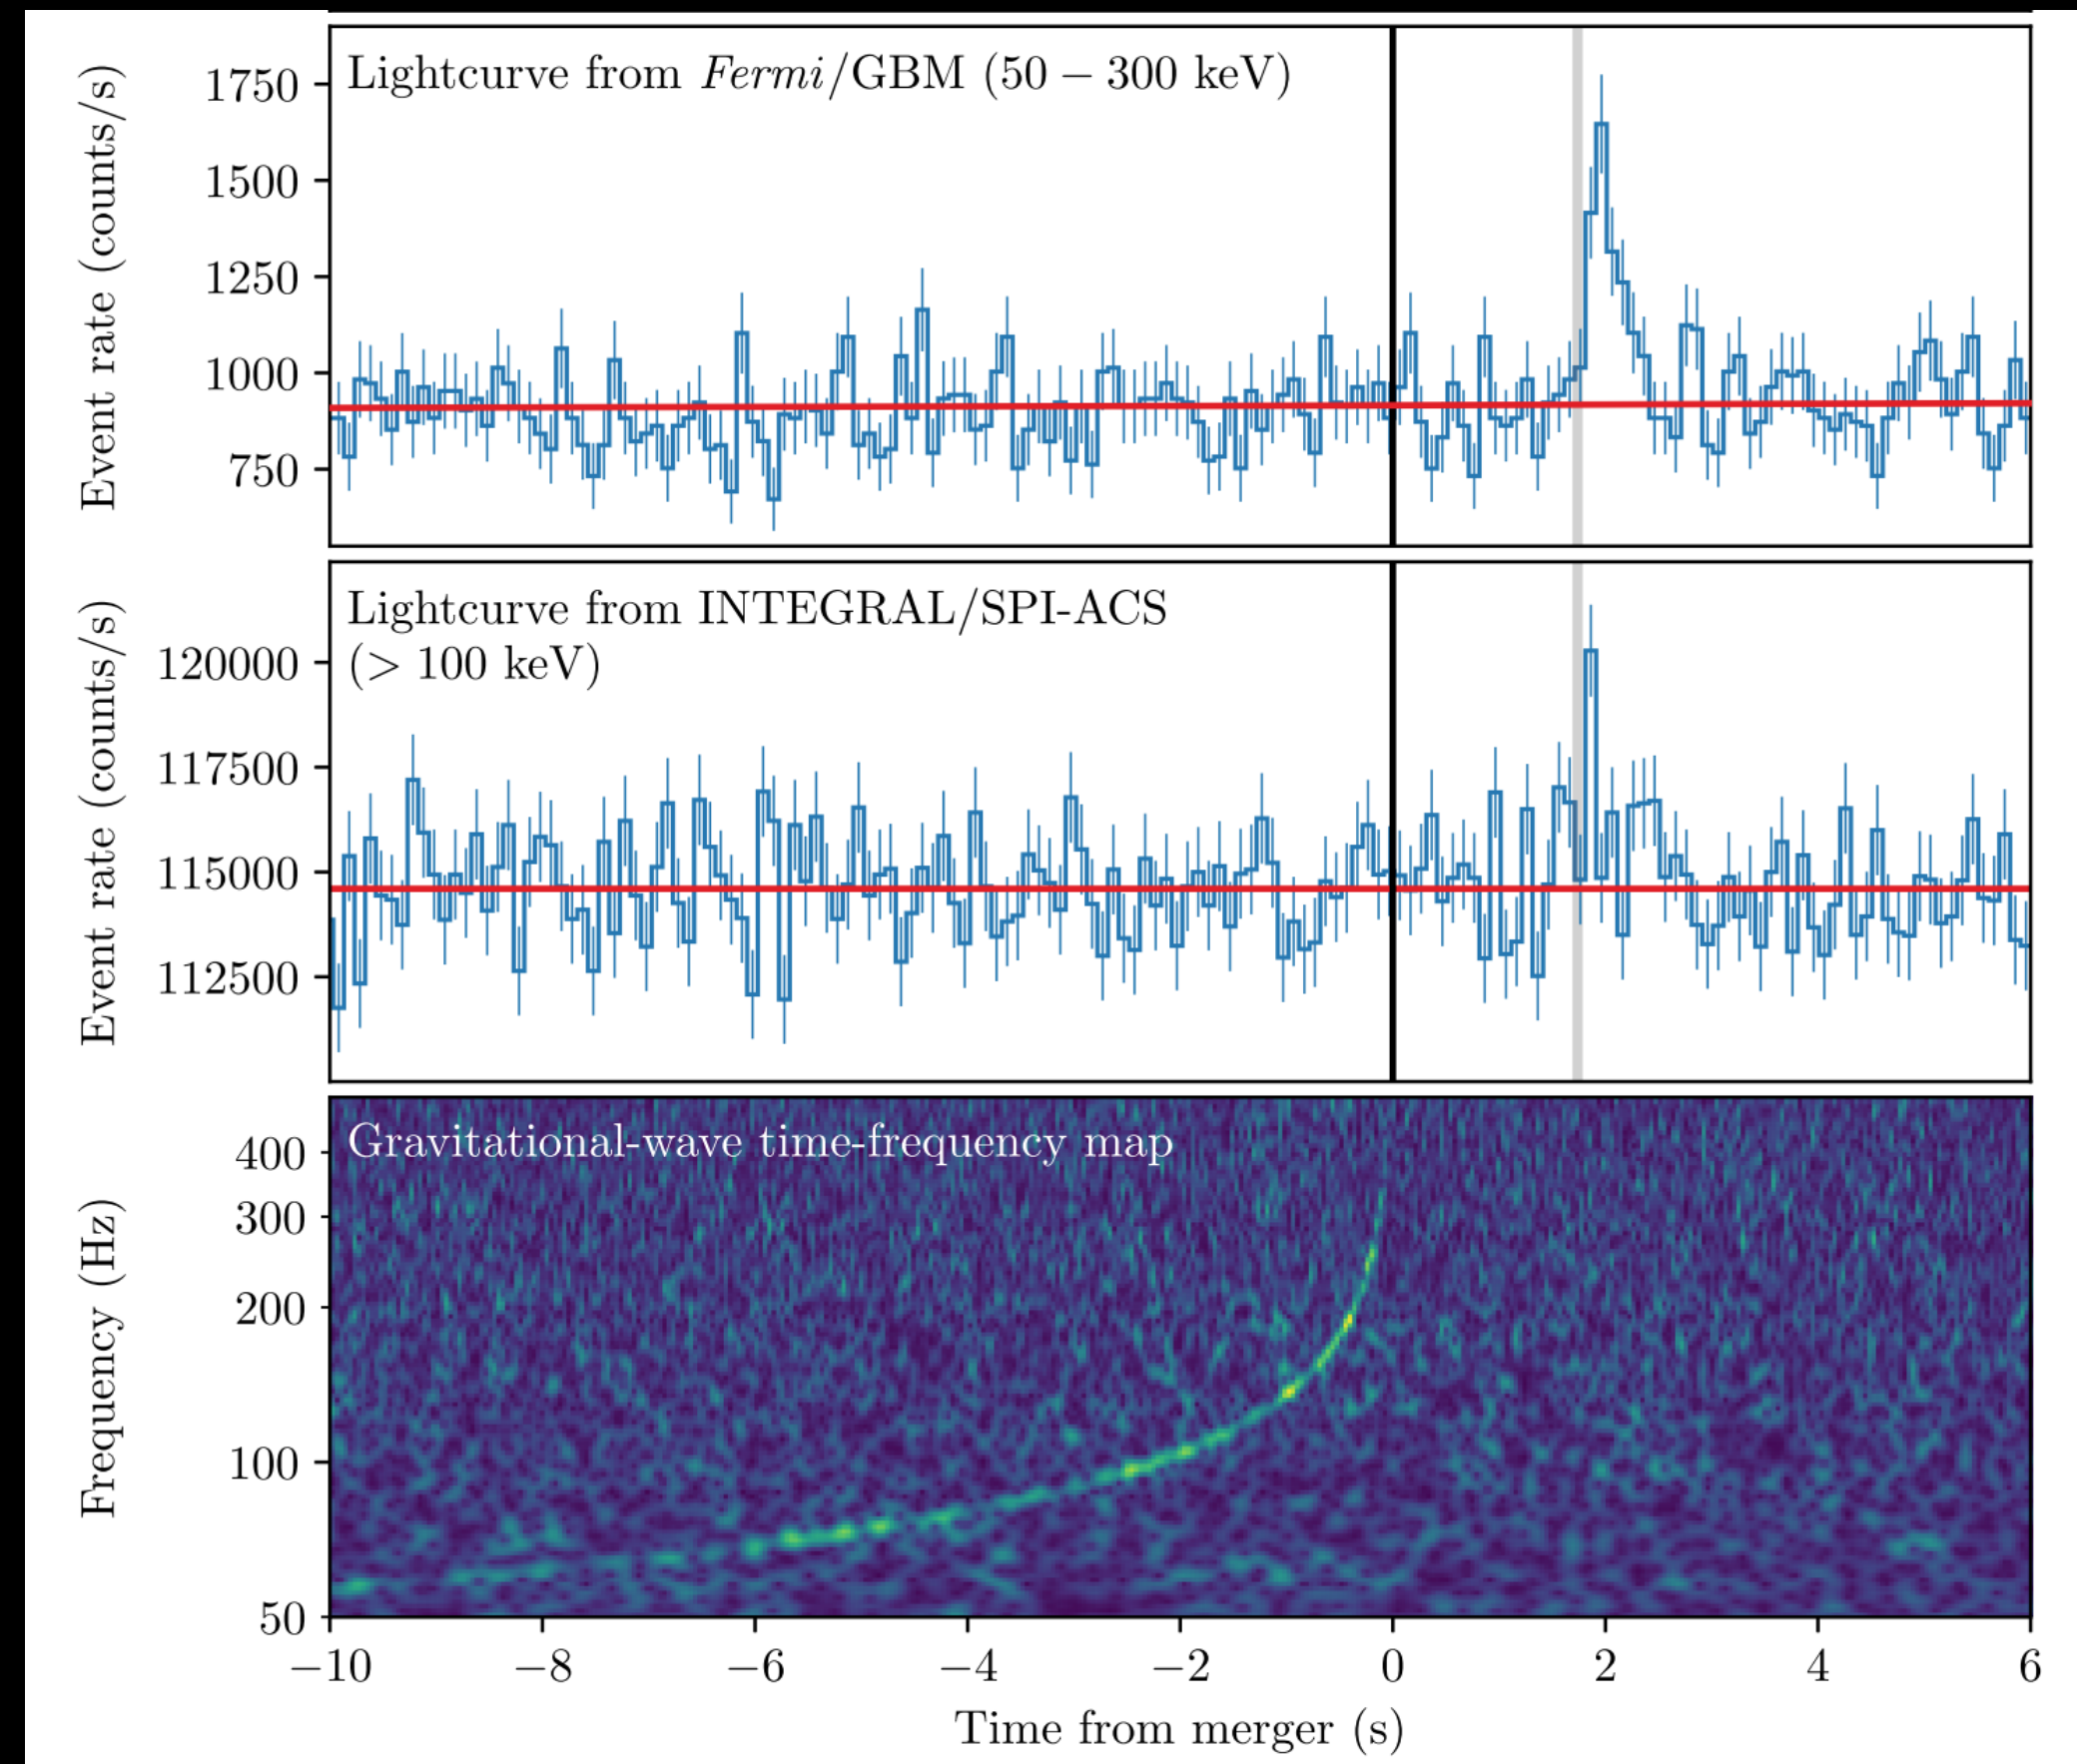 Lightcurve from Fermi/GBM (50 – 300 keV)
Event rate (counts/s)
1750
1500
1250
1000
750
Lightcurve from INTEGRAL/SPI-ACS
(> 100 keV)
Event rate (counts/s)
120000
117500
115000
112500
Gravitational-wave time-frequency map
Frequency (Hz)
400
300
200
100
50
−10 −8 −6 −4 −2 0 2 4 6
Time from merger (s)